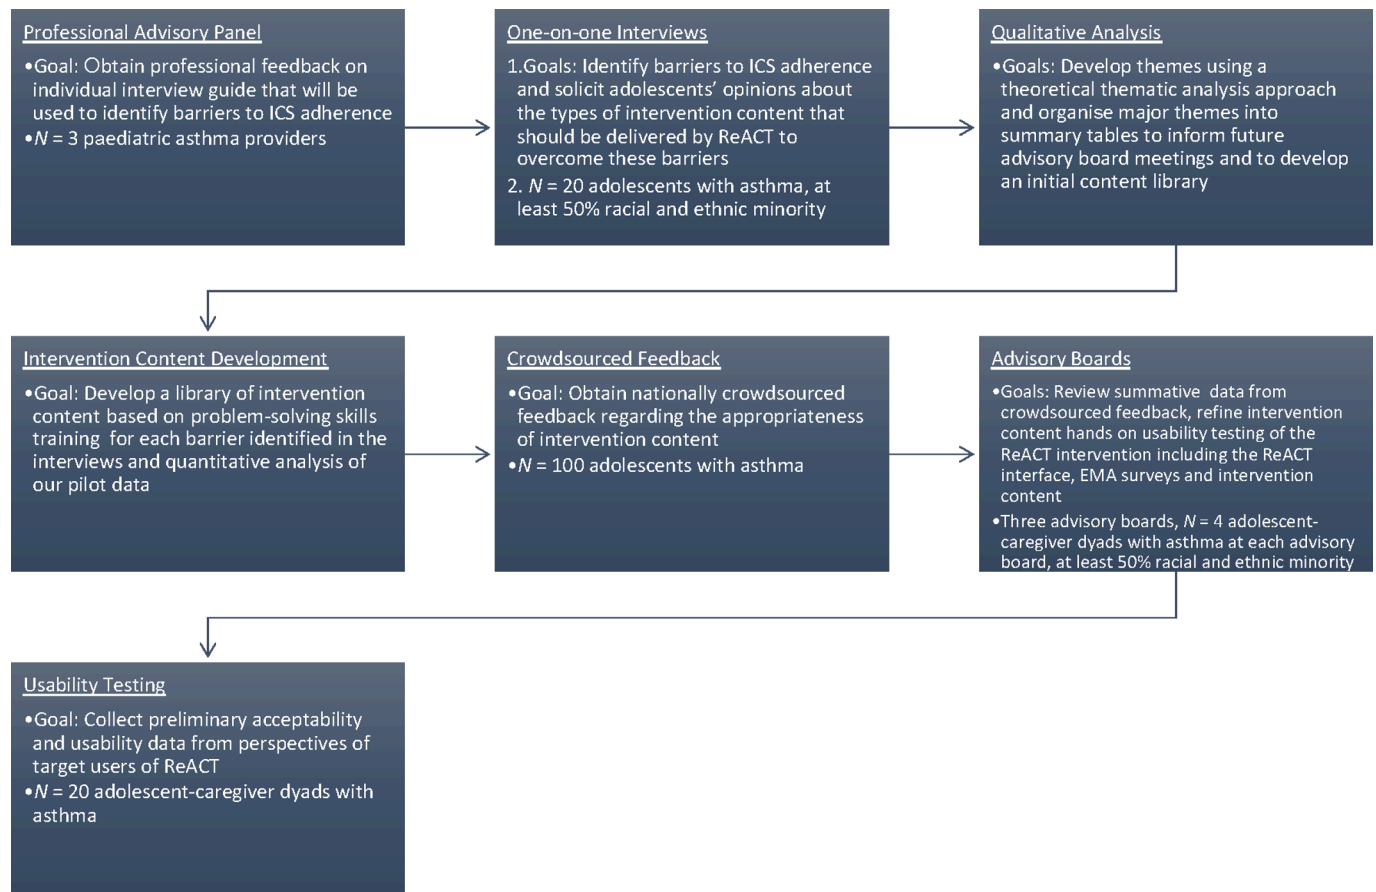 Professional Advisory Panel
•Goal: Obtain professional feedback on
individual interview guide that will be
used to identify barriers to ICS adherence
•N = 3 paediatric asthma providers
One-on-one Interviews
1.Goals: Identify barriers to ICS adherence
and solicit adolescents’ opinions about
the types of intervention content that
should be delivered by ReACT to
overcome these barriers
2. N = 20 adolescents with asthma, at
least 50% racial and ethnic minority
Qualitative Analysis
•Goals: Develop themes using a
theoretical thematic analysis approach
and organise major themes into
summary tables to inform future
advisory board meetings and to develop
an initial content library
Intervention Content Development
•Goal: Develop a library of intervention
content based on problem-solving skills
training for each barrier identified in the
interviews and quantitative analysis of
our pilot data
Crowdsourced Feedback
•Goal: Obtain nationally crowdsourced
feedback regarding the appropriateness
of intervention content
•N = 100 adolescents with asthma
Advisory Boards
•Goals: Review summative data from
crowdsourced feedback, refine intervention
content hands on usability testing of the
ReACT intervention including the ReACT
interface, EMA surveys and intervention
content
•Three advisory boards, N = 4 adolescent-
caregiver dyads with asthma at each advisory
board, at least 50% racial and ethnic minority
Usability Testing
•Goal: Collect preliminary acceptability
and usability data from perspectives of
target users of ReACT
•N = 20 adolescent-caregiver dyads with
asthma